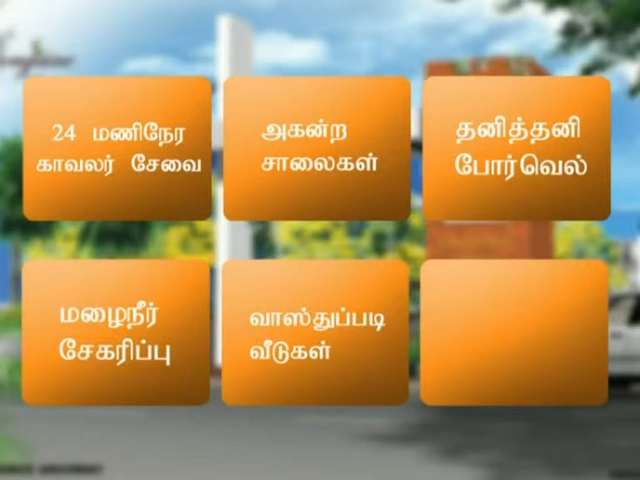 24 மணிநேர
காவலர் சேவை
அகன்ற
சாலைகள்
தனித்தனி
போர்வெல்
மழைநீர்
சேகரிப்பு
வாஸ்துப்படி
வீடுகள்